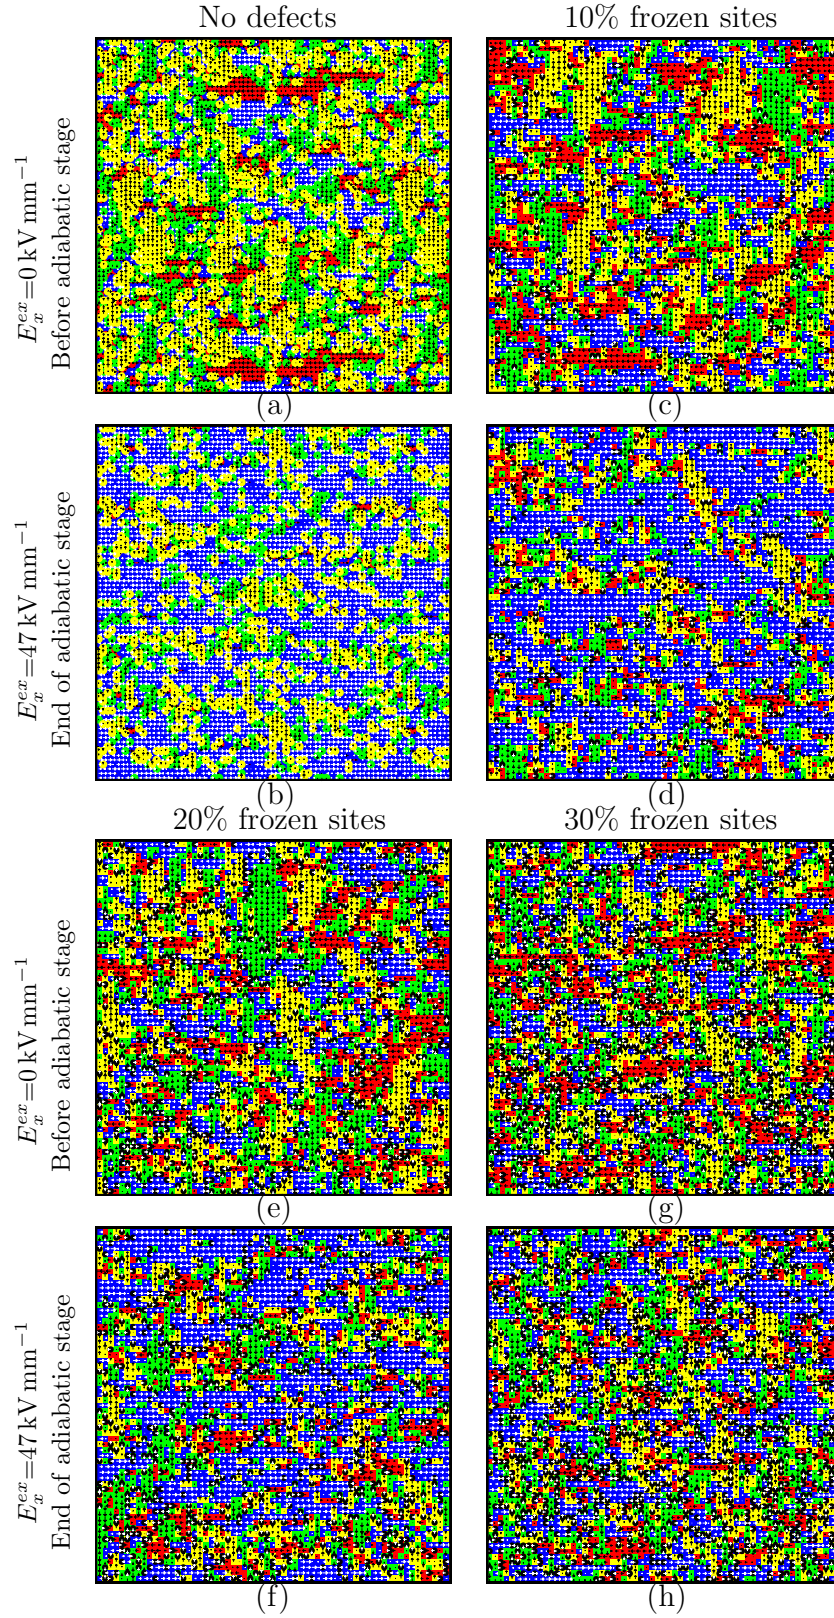 No defects
10% frozen sites
E_x^{ex}=0 kV mm^{-1}
Before adiabatic stage
(a)
(c)
E_x^{ex}=47 kV mm^{-1}
End of adiabatic stage
(b)
(d)
20% frozen sites
30% frozen sites
E_x^{ex}=0 kV mm^{-1}
Before adiabatic stage
(e)
(g)
E_x^{ex}=47 kV mm^{-1}
End of adiabatic stage
(f)
(h)